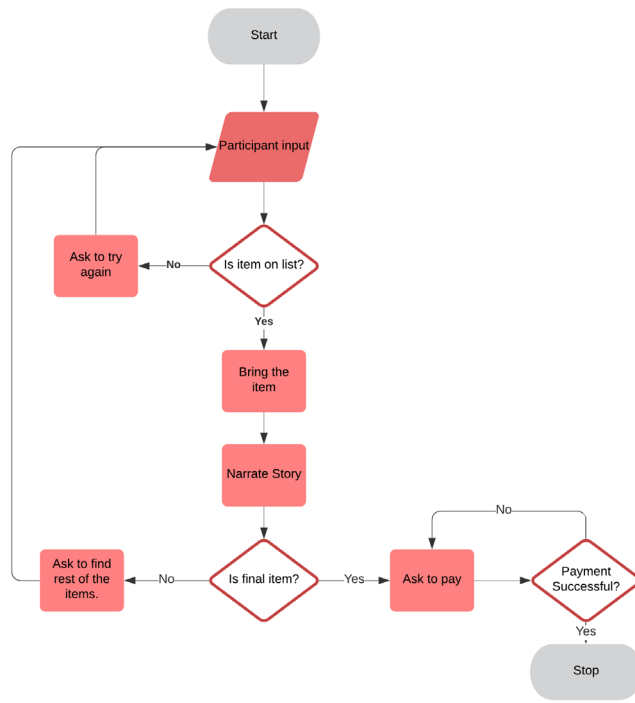 Start
Participant input
Is item on list?
No
Ask to try
again
Yes
Bring the
item
Narrate Story
Is final item?
No
Ask to find
rest of the
items.
Yes
Ask to pay
No
Payment
Successful?
Yes
Stop